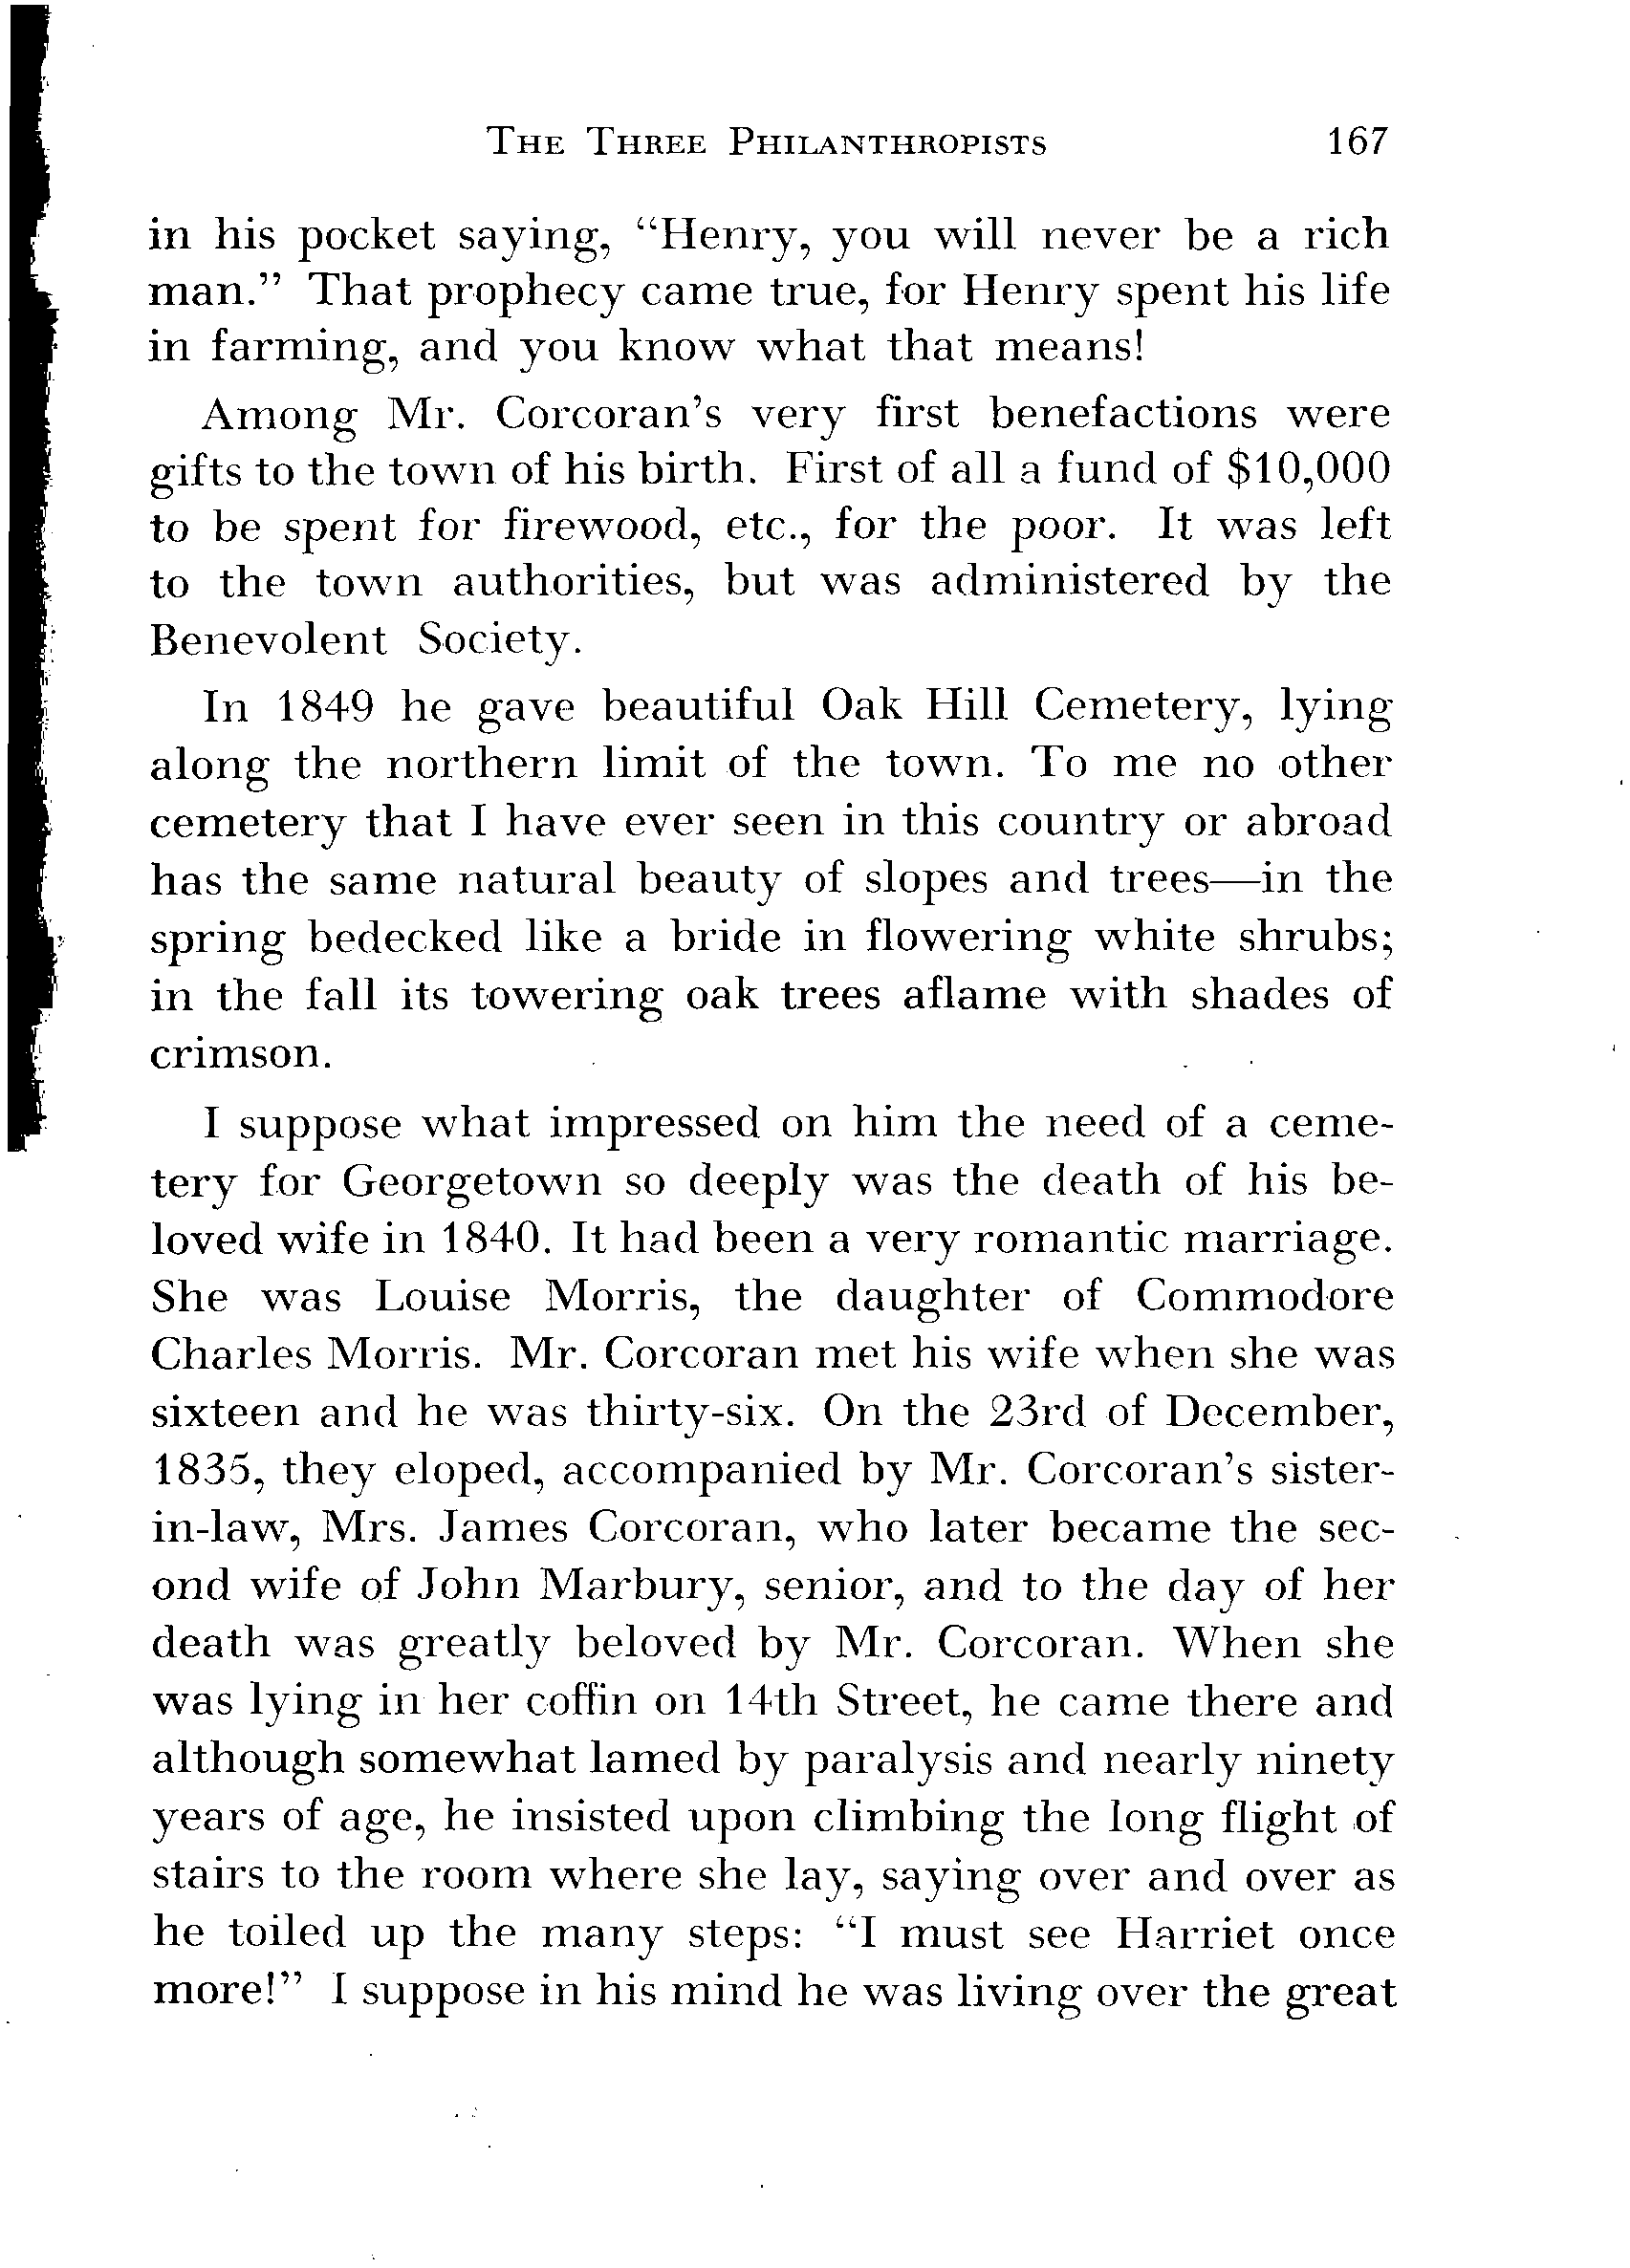 The Three Philanthropists 167
in his pocket saying, “Henry, you will never be a rich
man.” That prophecy came true, for Henry spent his life
in farming, and you know what that means!
Among Mr. Corcoran’s very first benefactions were
gifts to the town of his birth. First of all a fund of $10,000
to be spent for firewood, etc., for the poor. It was left
to the town authorities, but was administered by the
Benevolent Society.
In 1849 he gave beautiful Oak Hill Cemetery, lying
along the northern limit of the town. To me no other
cemetery that I have ever seen in this country or abroad
has the same natural beauty of slopes and trees—in the
spring bedecked like a bride in flowering white shrubs;
in the fall its towering oak trees aflame with shades of
crimson.
I suppose what impressed on him the need of a ceme-
tery for Georgetown so deeply was the death of his be-
loved wife in 1840. It had been a very romantic marriage.
She was Louise Morris, the daughter of Commodore
Charles Morris. Mr. Corcoran met his wife when she was
sixteen and he was thirty-six. On the 23rd of December,
1835, they eloped, accompanied by Mr. Corcoran’s sister-
in-law, Mrs. James Corcoran, who later became the sec-
ond wife of John Marbury, senior, and to the day of her
death was greatly beloved by Mr. Corcoran. When she
was lying in her coffin on 14th Street, he came there and
although somewhat lamed by paralysis and nearly ninety
years of age, he insisted upon climbing the long flight of
stairs to the room where she lay, saying over and over as
he toiled up the many steps: “I must see Harriet once
more!” I suppose in his mind he was living over the great